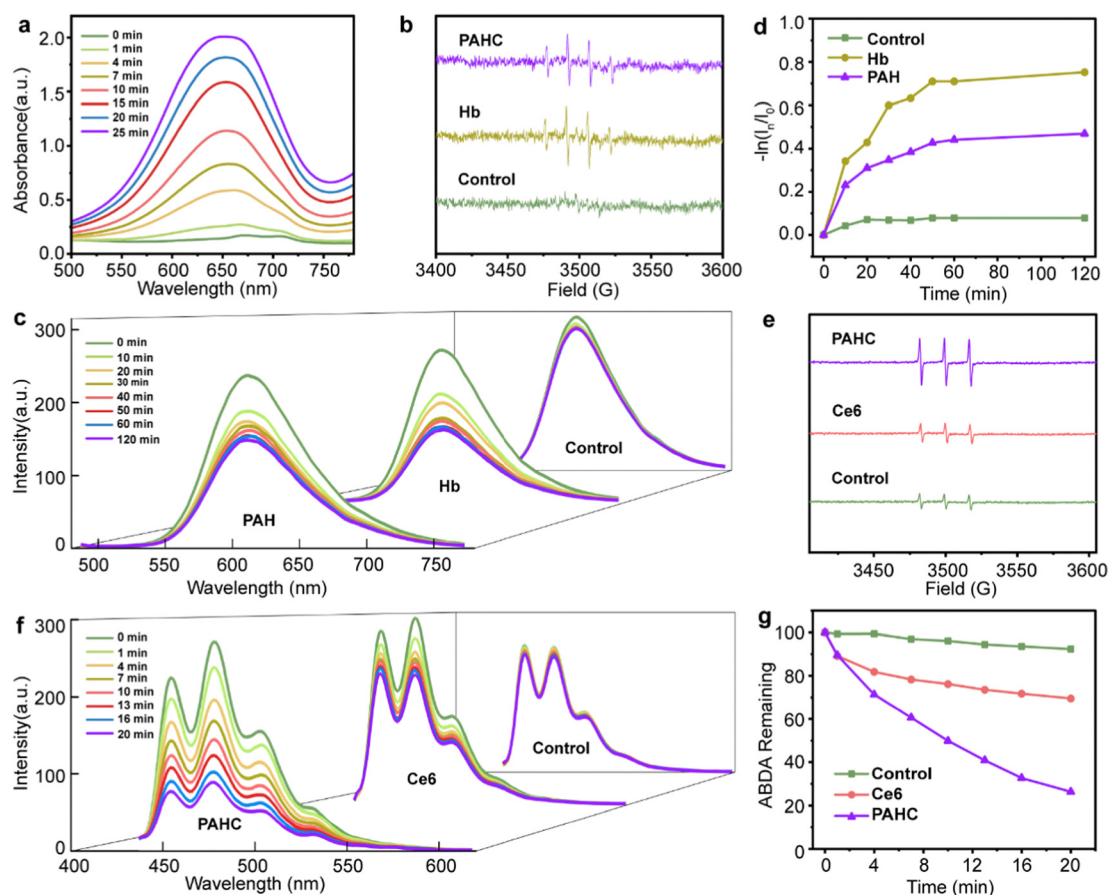 a
Absorbance(a.u.)
2.0
1.5
1.0
0.5
0.0
0 min
1 min
4 min
7 min
10 min
15 min
20 min
25 min
500 550 600 650 700 750
Wavelength (nm)
b
PAHC
Hb
Control
3400 3450 3500 3550 3600
Field (G)
d
-ln(In/I0)
0.0
0.2
0.4
0.6
0.8
1.0
Control
Hb
PAH
0 20 40 60 80 100 120
Time (min)
c
Intensity(a.u.)
300
200
150
100
0
0 min
10 min
20 min
30 min
40 min
50 min
60 min
120 min
PAH
Hb
Control
500 550 600 650 700 750
Wavelength (nm)
e
PAHC
Ce6
Control
3450 3500 3550 3600
Field (G)
f
Intensity(a.u.)
300
200
150
100
0
0 min
1 min
4 min
7 min
10 min
13 min
16 min
20 min
PAHC
Ce6
Control
400 450 500 550 600
Wavelength (nm)
g
ABDA Remaining
100
80
60
40
20
0
Control
Ce6
PAHC
0 4 8 12 16 20
Time (min)